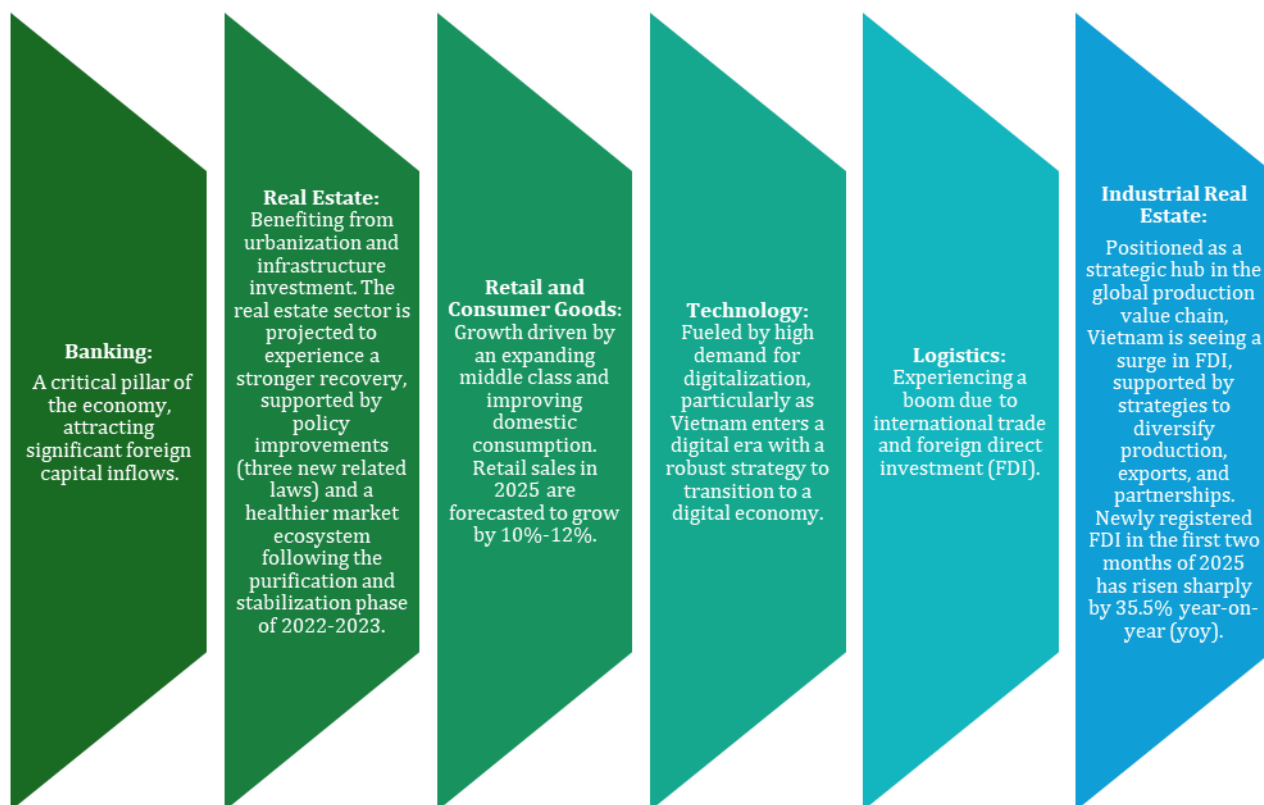 Banking:
A critical pillar of
the economy,
attracting
significant foreign
capital inflows.
Real Estate:
Benefiting from
urbanization and
infrastructure
investment. The
real estate sector is
projected to
experience a
stronger recovery,
supported by
policy
improvements
(three new related
laws) and a
healthier market
ecosystem
following the
purification and
stabilization phase
of 2022-2023.
Retail and
Consumer Goods:
Growth driven by
an expanding
middle class and
improving
domestic
consumption.
Retail sales in
2025 are
forecasted to grow
by 10%-12%.
Technology:
Fueled by high
demand for
digitalization,
particularly as
Vietnam enters a
digital era with a
robust strategy to
transition to a
digital economy.
Logistics:
Experiencing a
boom due to
international trade
and foreign direct
investment (FDI).
Industrial Real
Estate:
Positioned as a
strategic hub in the
global production
value chain,
Vietnam is seeing a
surge in FDI,
supported by
strategies to
diversify
production,
exports, and
partnerships.
Newly registered
FDI in the first two
months of 2025
has risen sharply
by 35.5% year-on-
year (yoy).